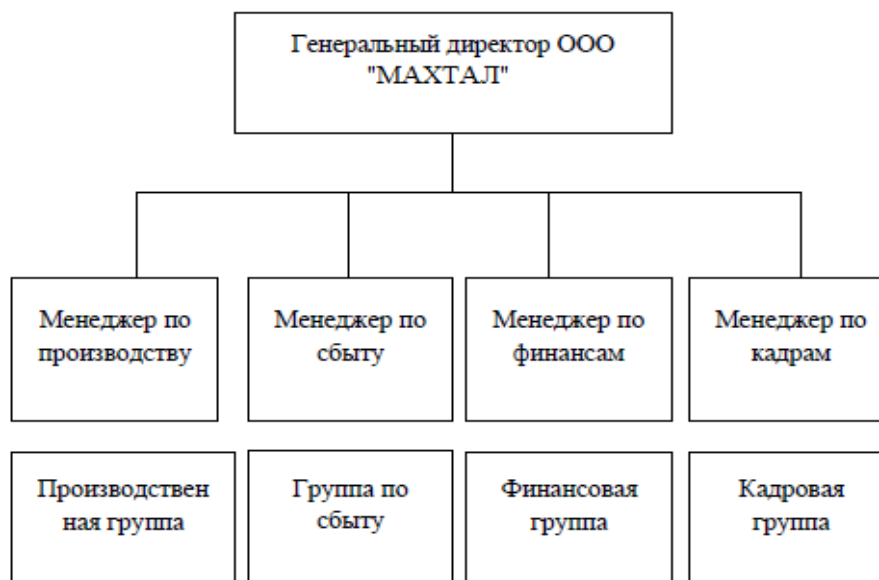 Генеральный директор ООО
"МАХТАЛ"
Менеджер по
производству
Менеджер по
сбыту
Менеджер по
финансам
Менеджер по
кадрам
Производствен
ная группа
Группа по
сбыту
Финансовая
группа
Кадровая
группа